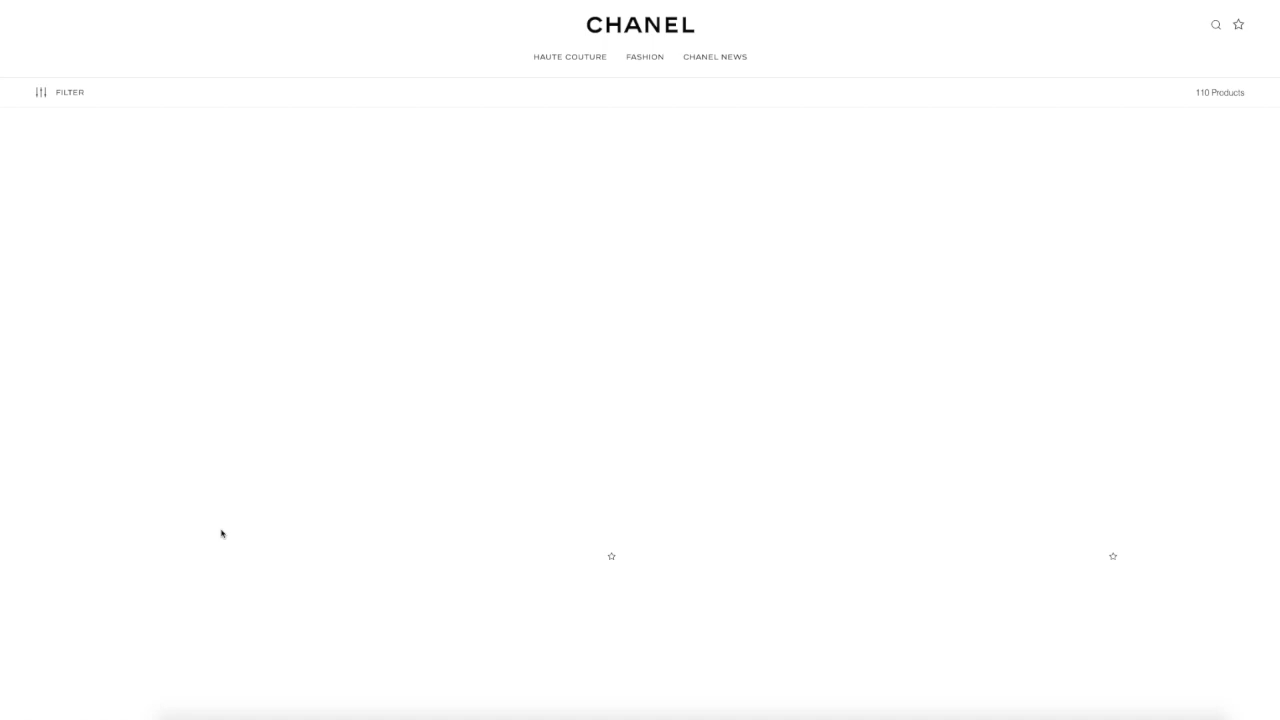 CHANEL
HAUTE COUTURE FASHION CHANEL NEWS
FILTER 110 Products